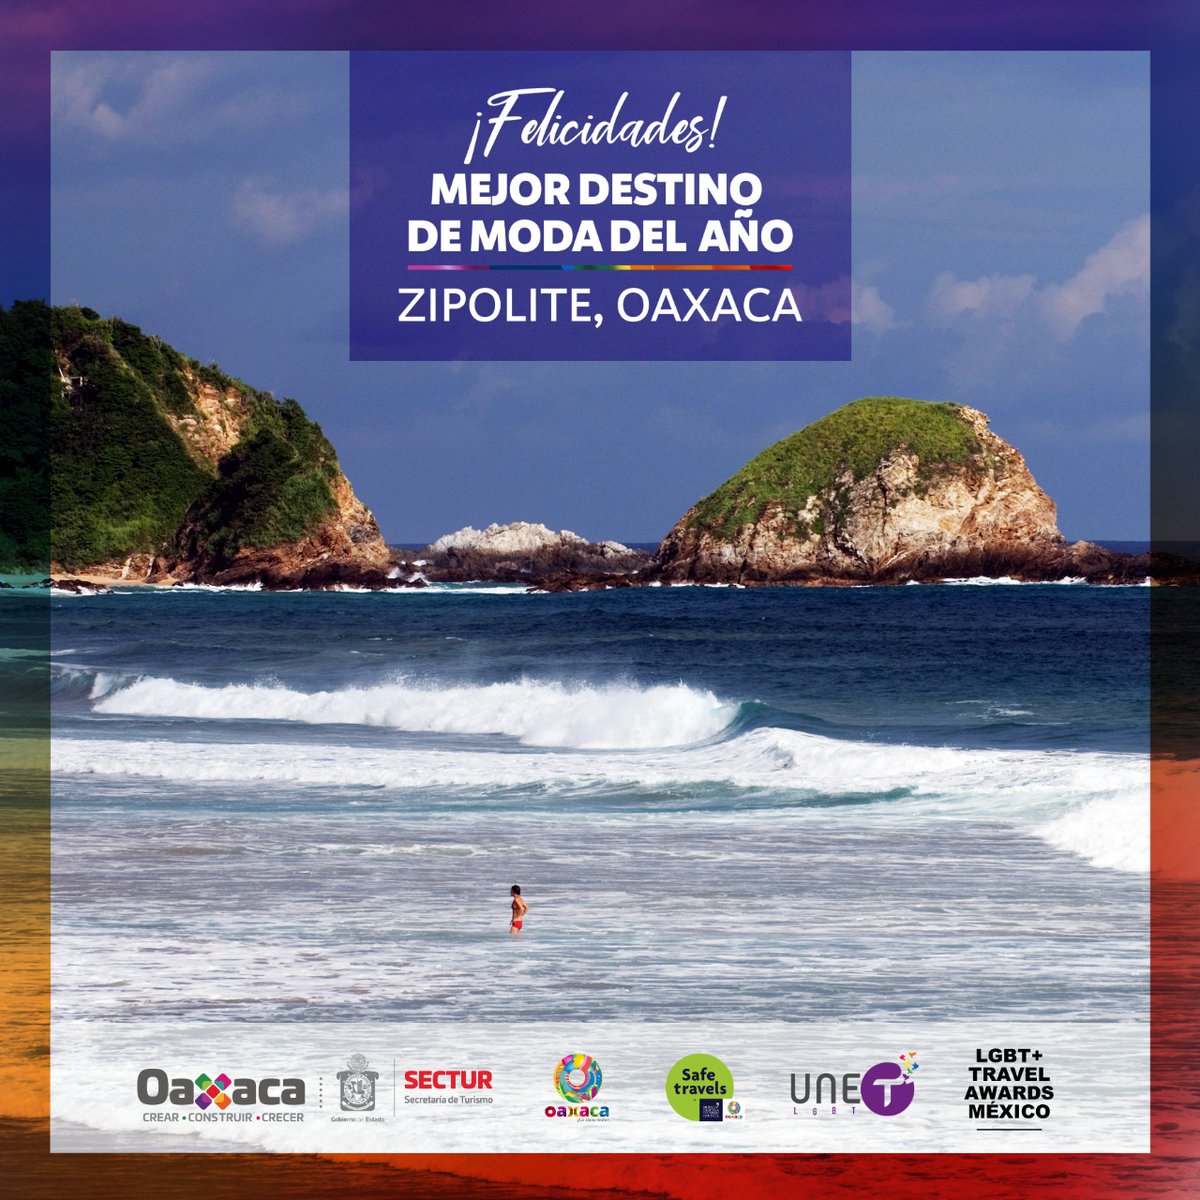 ¡Felicidades!
MEJOR DESTINO
DE MODA DEL AÑO
ZIPOLITE, OAXACA
Oaxaca
CREAR • CONSTRUIR • CRECER
Gobierno del Estado
SECTUR
Secretaría de Turismo
oaxaca
Safe
travels
UNET
LGBT
LGBT+
TRAVEL
AWARDS
MÉXICO